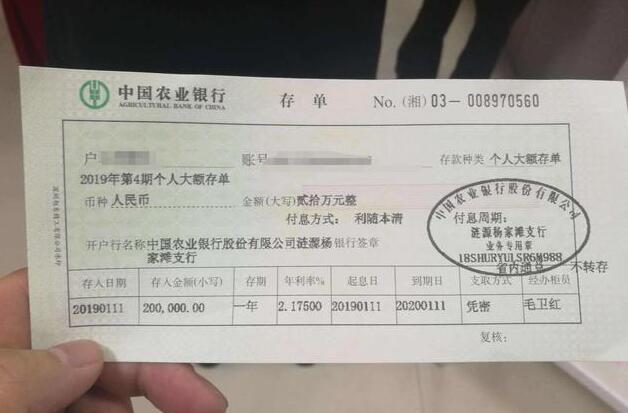 中国农业银行 存单 No.(湘) 03- 008970560
AGRICULTURAL BANK OF CHINA
户 账号 存款种类 个人大额存单
2019年第4期个人大额存单
币种 人民币 金额(大写)贰拾万元整
付息方式: 利随本清 付息周期:
开户行名称中国农业银行股份有限公司涟源杨 银行签章
家滩支行
中国农业银行股份有限公司
涟源杨家滩支行
业务专用章
18SHURYULSR6M988
省内通兑 不转存
存入日期 存入金额(小写) 存期 年利率% 起息日 到期日 支取方式 经办柜员
20190111 200,000.00 一年 2.17500 20190111 20200111 凭密 毛卫红
复核: